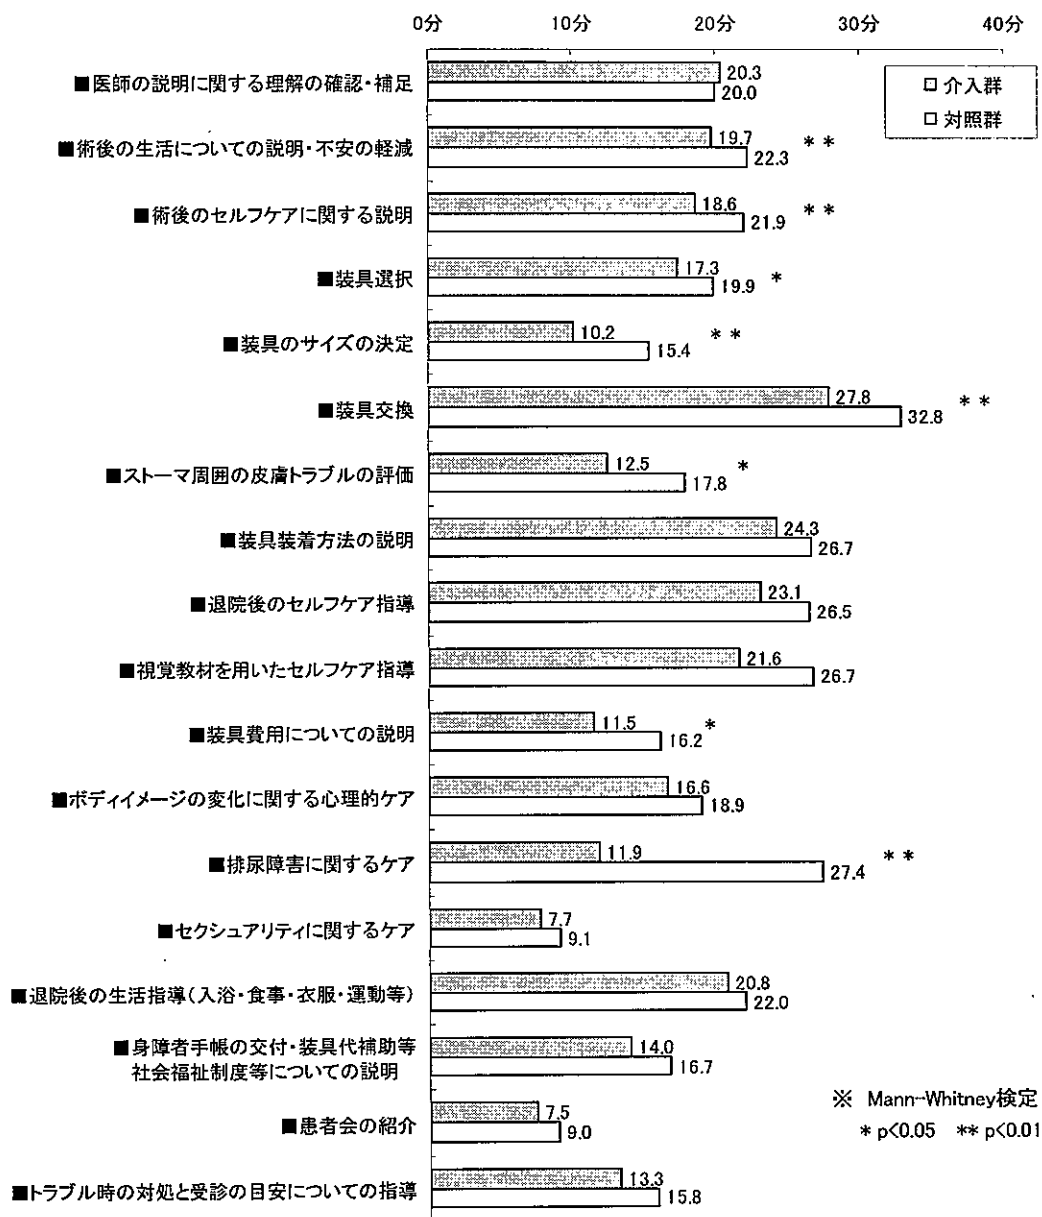 0分 10分 20分 30分 40分
□ 介入群
□ 対照群
■医師の説明に関する理解の確認・補足
20.3
20.0
■術後の生活についての説明・不安の軽減
19.7
22.3
＊＊
■術後のセルフケアに関する説明
18.6
21.9
＊＊
■装具選択
17.3
19.9
＊
■装具のサイズの決定
10.2
15.4
＊＊
■装具交換
27.8
32.8
＊＊
■ストーマ周囲の皮膚トラブルの評価
12.5
17.8
＊
■装具装着方法の説明
24.3
26.7
■退院後のセルフケア指導
23.1
26.5
■視覚教材を用いたセルフケア指導
21.6
26.7
■装具費用についての説明
11.5
16.2
＊
■ボディイメージの変化に関する心理的ケア
16.6
18.9
■排尿障害に関するケア
11.9
27.4
＊＊
■セクシュアリティに関するケア
7.7
9.1
■退院後の生活指導(入浴・食事・衣服・運動等)
20.8
22.0
■身障者手帳の交付・装具代補助等
社会福祉制度等についての説明
14.0
16.7
■患者会の紹介
7.5
9.0
■トラブル時の対処と受診の目安についての指導
13.3
15.8
※ Mann-Whitney検定
＊p<0.05 ＊＊p<0.01